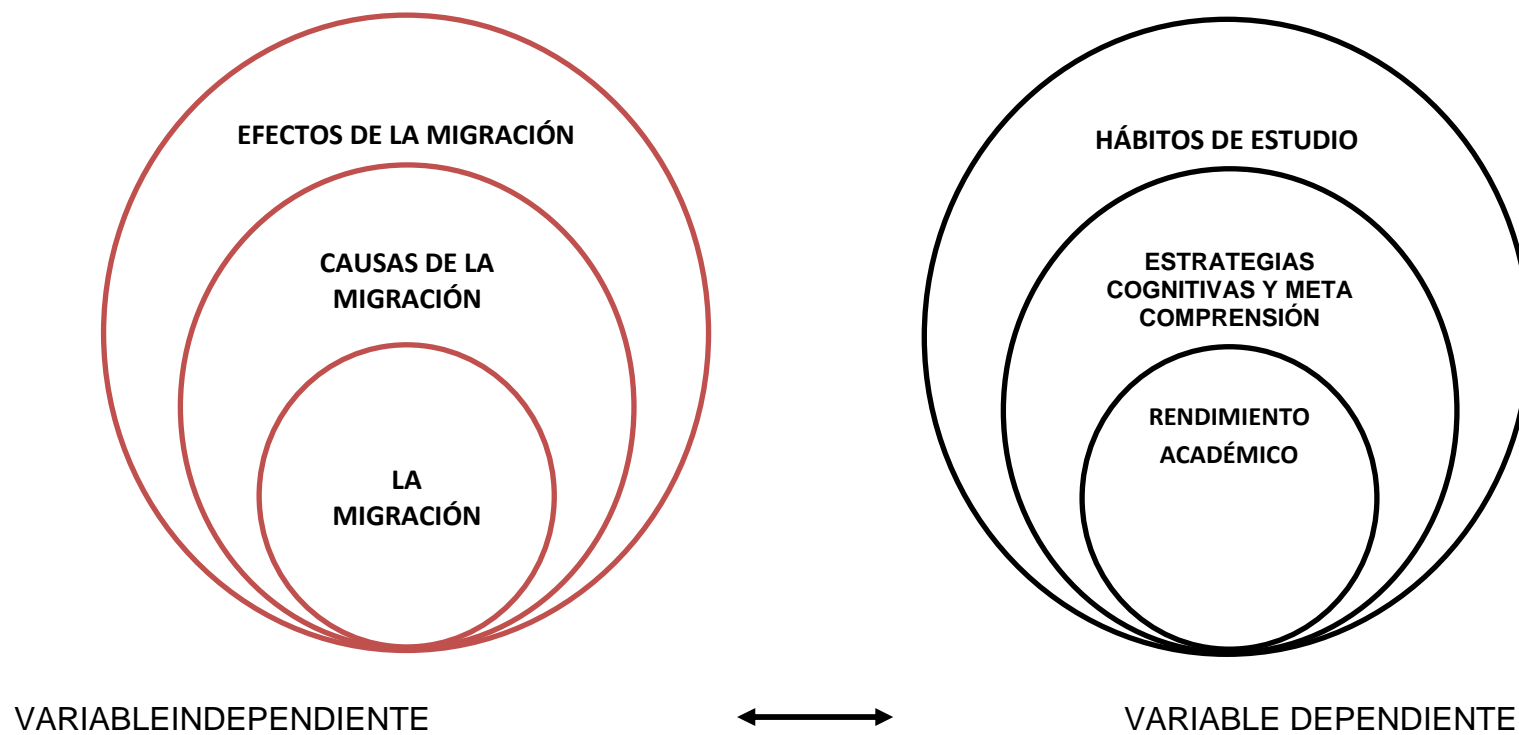 EFECTOS DE LA MIGRACIÓN
CAUSAS DE LA
MIGRACIÓN
LA
MIGRACIÓN
HÁBITOS DE ESTUDIO
ESTRATEGIAS
COGNITIVAS Y META
COMPRENSIÓN
RENDIMIENTO
ACADÉMICO
VARIABLEINDEPENDIENTE
VARIABLE DEPENDIENTE